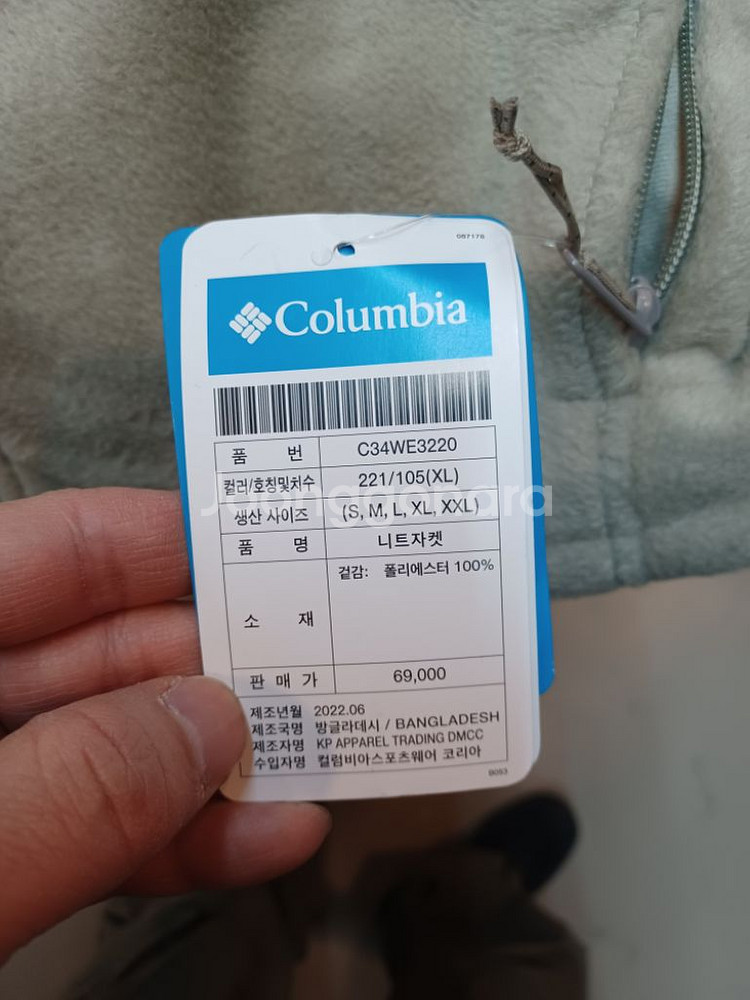 087178
Columbia
품 번 C34WE3220
컬러/호칭및치수 221/105(XL)
생산 사이즈 (S, M, L, XL, XXL)
품 명 니트자켓
소 재 겉감: 폴리에스터 100%
판 매 가 69,000
제조년월 2022.06
제조국명 방글라데시 / BANGLADESH
제조자명 KP APPAREL TRADING DMCC
수입자명 컬럼비아스포츠웨어 코리아
B053
Joonggonara